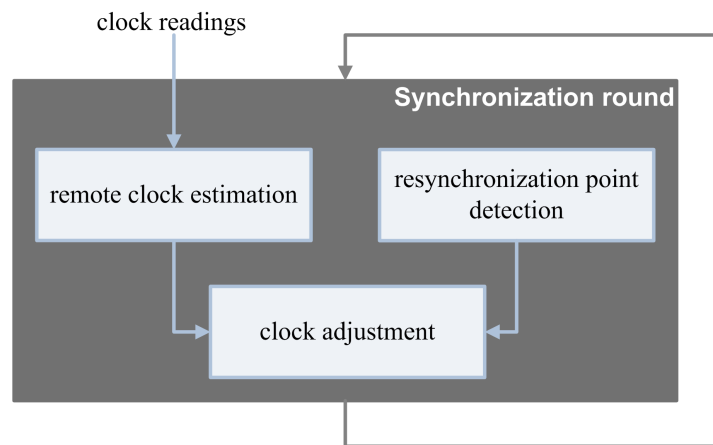 clock readings
Synchronization round
remote clock estimation
resynchronization point
detection
clock adjustment